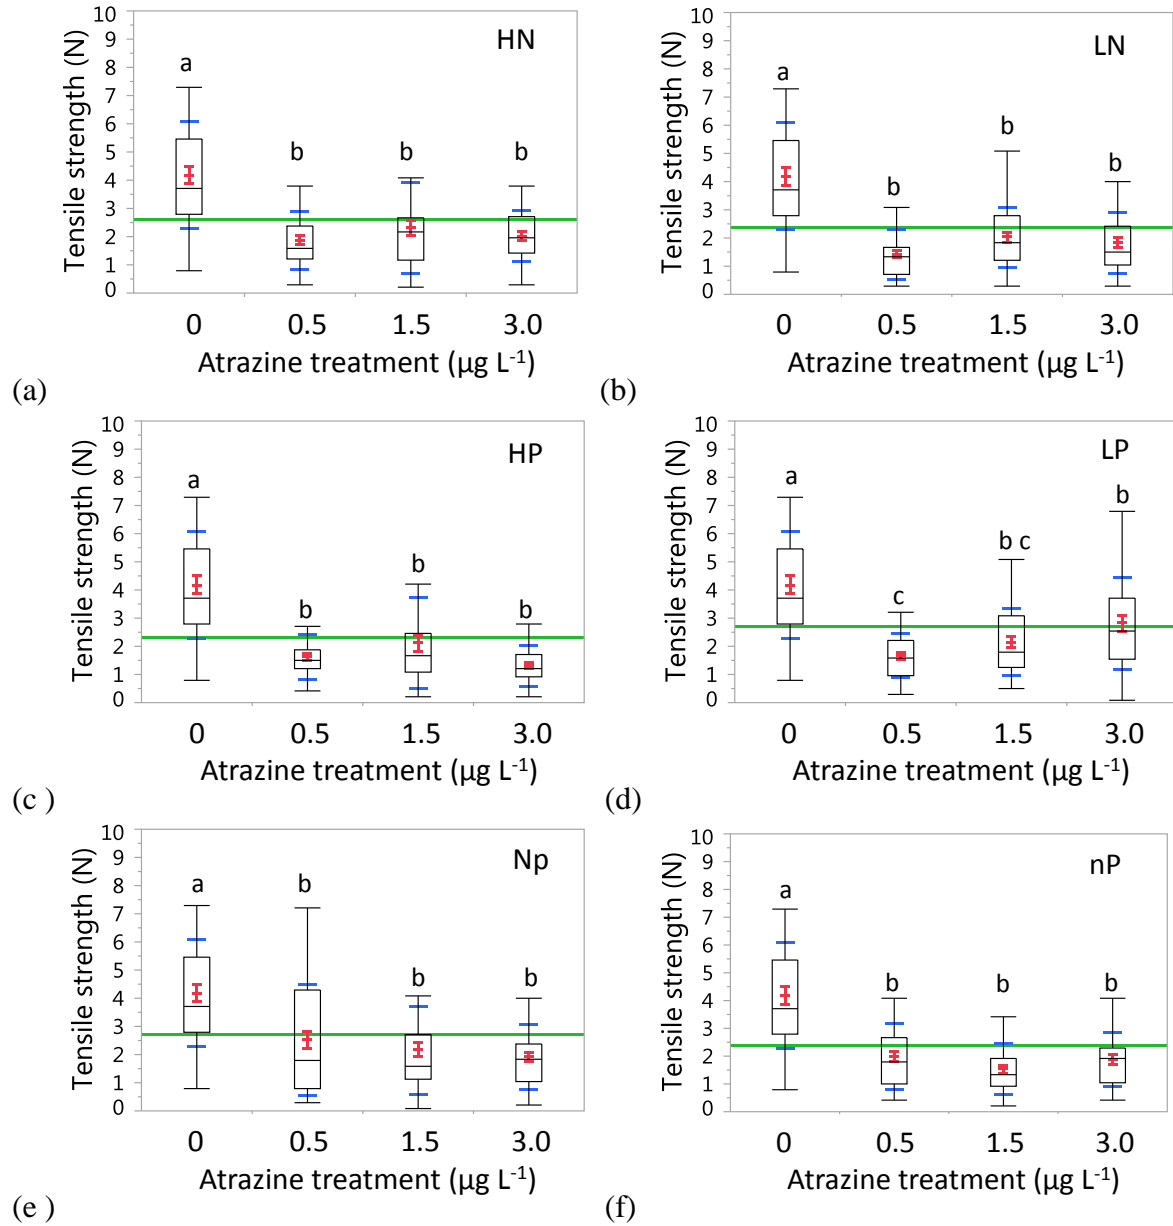 10
9
8
7
6
5
4
3
2
1
0
Tensile strength (N)
HN
a
b
b
b
0 0.5 1.5 3.0
Atrazine treatment (µg L-1)
(a)
10
9
8
7
6
5
4
3
2
1
0
Tensile strength (N)
LN
a
b
b
b
0 0.5 1.5 3.0
Atrazine treatment (µg L-1)
(b)
10
9
8
7
6
5
4
3
2
1
0
Tensile strength (N)
HP
a
b
b
b
0 0.5 1.5 3.0
Atrazine treatment (µg L-1)
(c )
10
9
8
7
6
5
4
3
2
1
0
Tensile strength (N)
LP
a
c
b c
b
0 0.5 1.5 3.0
Atrazine treatment (µg L-1)
(d)
10
9
8
7
6
5
4
3
2
1
0
Tensile strength (N)
Np
a
b
b
b
0 0.5 1.5 3.0
Atrazine treatment (µg L-1)
(e )
10
9
8
7
6
5
4
3
2
1
0
Tensile strength (N)
nP
a
b
b
b
0 0.5 1.5 3.0
Atrazine treatment (µg L-1)
(f)